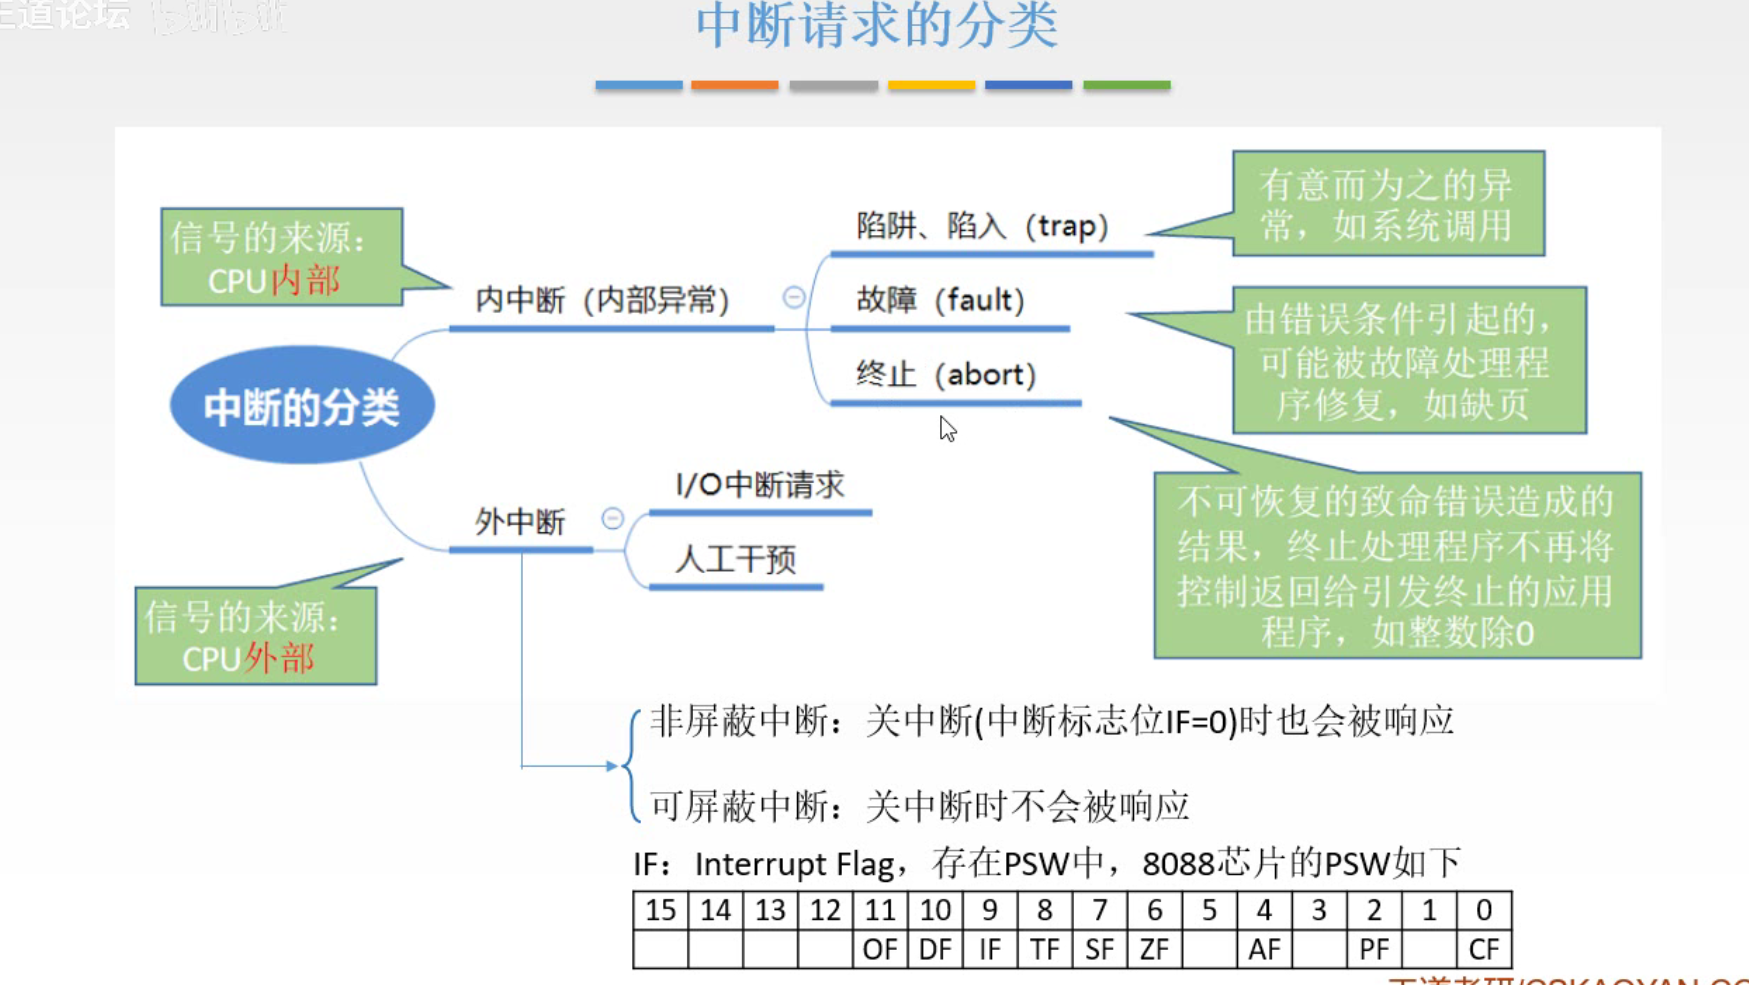 王道论坛 bilibili
中断请求的分类
信号的来源：
CPU内部
内中断（内部异常）
陷阱、陷入（trap）
有意而为之的异
常，如系统调用
故障（fault）
由错误条件引起的，
可能被故障处理程
序修复，如缺页
终止（abort）
不可恢复的致命错误造成的
结果，终止处理程序不再将
控制返回给引发终止的应用
程序，如整数除0
中断的分类
外中断
I/O中断请求
人工干预
信号的来源：
CPU外部
非屏蔽中断：关中断(中断标志位IF=0)时也会被响应
可屏蔽中断：关中断时不会被响应
IF：Interrupt Flag，存在PSW中，8088芯片的PSW如下
15 14 13 12 11 10 9 8 7 6 5 4 3 2 1 0
OF DF IF TF SF ZF AF PF CF